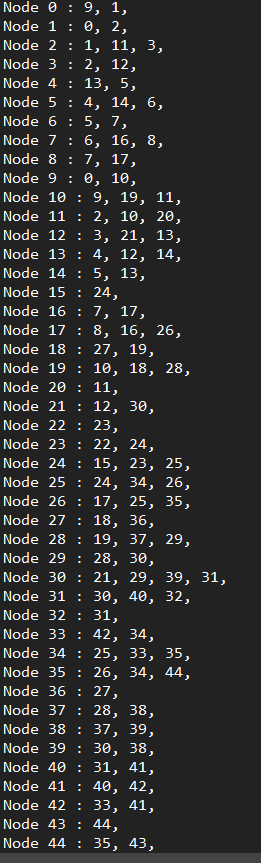 Node 0 : 9, 1,
Node 1 : 0, 2,
Node 2 : 1, 11, 3,
Node 3 : 2, 12,
Node 4 : 13, 5,
Node 5 : 4, 14, 6,
Node 6 : 5, 7,
Node 7 : 6, 16, 8,
Node 8 : 7, 17,
Node 9 : 0, 10,
Node 10 : 9, 19, 11,
Node 11 : 2, 10, 20,
Node 12 : 3, 21, 13,
Node 13 : 4, 12, 14,
Node 14 : 5, 13,
Node 15 : 24,
Node 16 : 7, 17,
Node 17 : 8, 16, 26,
Node 18 : 27, 19,
Node 19 : 10, 18, 28,
Node 20 : 11,
Node 21 : 12, 30,
Node 22 : 23,
Node 23 : 22, 24,
Node 24 : 15, 23, 25,
Node 25 : 24, 34, 26,
Node 26 : 17, 25, 35,
Node 27 : 18, 36,
Node 28 : 19, 37, 29,
Node 29 : 28, 30,
Node 30 : 21, 29, 39, 31,
Node 31 : 30, 40, 32,
Node 32 : 31,
Node 33 : 42, 34,
Node 34 : 25, 33, 35,
Node 35 : 26, 34, 44,
Node 36 : 27,
Node 37 : 28, 38,
Node 38 : 37, 39,
Node 39 : 30, 38,
Node 40 : 31, 41,
Node 41 : 40, 42,
Node 42 : 33, 41,
Node 43 : 44,
Node 44 : 35, 43,